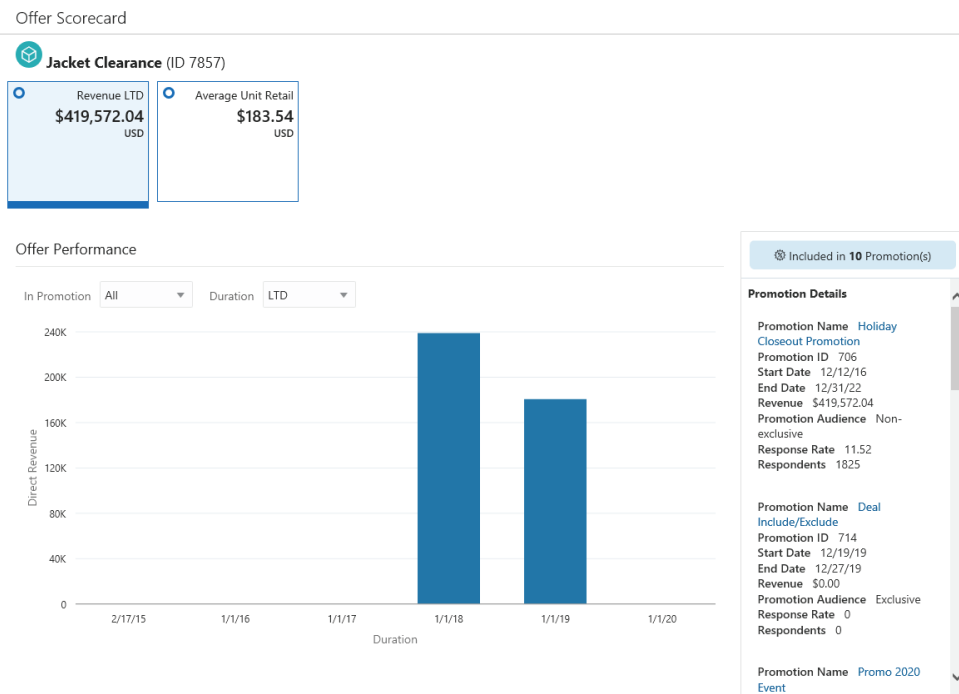 Offer Scorecard
Jacket Clearance (ID 7857)
Revenue LTD
$419,572.04
USD
Average Unit Retail
$183.54
USD
Offer Performance
In Promotion All Duration LTD
240K
200K
160K
120K
80K
40K
0
Direct Revenue
2/17/15 1/1/16 1/1/17 1/1/18 1/1/19 1/1/20
Duration
Included in 10 Promotion(s)
Promotion Details
Promotion Name Holiday
Closeout Promotion
Promotion ID 706
Start Date 12/12/16
End Date 12/31/22
Revenue $419,572.04
Promotion Audience Non-
exclusive
Response Rate 11.52
Respondents 1825
Promotion Name Deal
Include/Exclude
Promotion ID 714
Start Date 12/19/19
End Date 12/27/19
Revenue $0.00
Promotion Audience Exclusive
Response Rate 0
Respondents 0
Promotion Name Promo 2020
Event